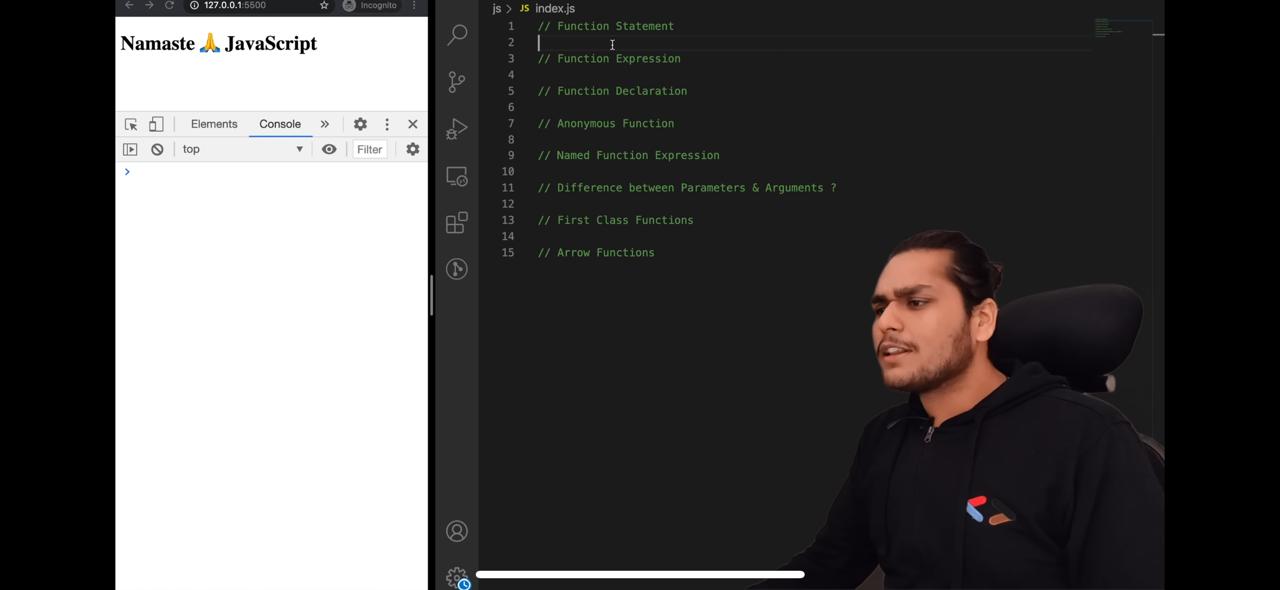 127.0.0.1:5500
Incognito
Namaste 🙏 JavaScript
Elements
Console
top
Filter
js > JS index.js
1 // Function Statement
2
3 // Function Expression
4
5 // Function Declaration
6
7 // Anonymous Function
8
9 // Named Function Expression
10
11 // Difference between Parameters & Arguments ?
12
13 // First Class Functions
14
15 // Arrow Functions